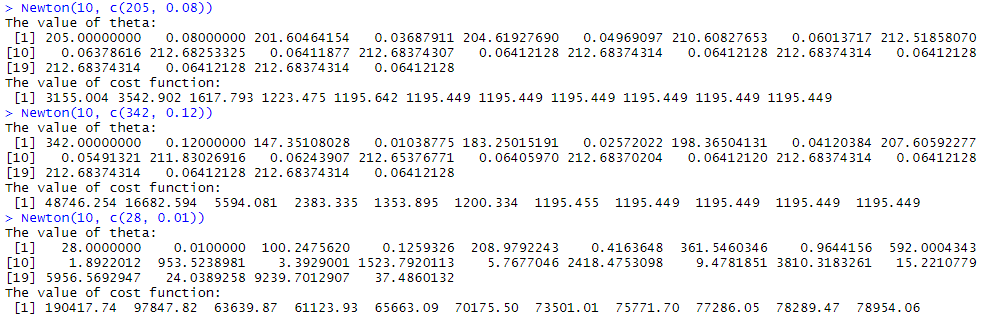 > Newton(10, c(205, 0.08))
The value of theta:
[1] 205.00000000 0.08000000 201.60464154 0.03687911 204.61927690 0.04969097 210.60827653 0.06013717 212.51858070
[10] 0.06378616 212.68253325 0.06411877 212.68374307 0.06412128 212.68374314 0.06412128 212.68374314 0.06412128
[19] 212.68374314 0.06412128 212.68374314 0.06412128
The value of cost function:
[1] 3155.004 3542.902 1617.793 1223.475 1195.642 1195.449 1195.449 1195.449 1195.449 1195.449 1195.449
> Newton(10, c(342, 0.12))
The value of theta:
[1] 342.00000000 0.12000000 147.35108028 0.01038775 183.25015191 0.02572022 198.36504131 0.04120384 207.60592277
[10] 0.05491321 211.83026916 0.06243907 212.65376771 0.06405970 212.68370204 0.06412120 212.68374314 0.06412128
[19] 212.68374314 0.06412128 212.68374314 0.06412128
The value of cost function:
[1] 48746.254 16682.594 5594.081 2383.335 1353.895 1200.334 1195.455 1195.449 1195.449 1195.449 1195.449
> Newton(10, c(28, 0.01))
The value of theta:
[1] 28.0000000 0.0100000 100.2475620 0.1259326 208.9792243 0.4163648 361.5460346 0.9644156 592.0004343
[10] 1.8922012 953.5238981 3.3929001 1523.7920113 5.7677046 2418.4753098 9.4781851 3810.3183261 15.2210779
[19] 5956.5692947 24.0389258 9239.7012907 37.4860132
The value of cost function:
[1] 190417.74 97847.82 63639.87 61123.93 65663.09 70175.50 73501.01 75771.70 77286.05 78289.47 78954.06